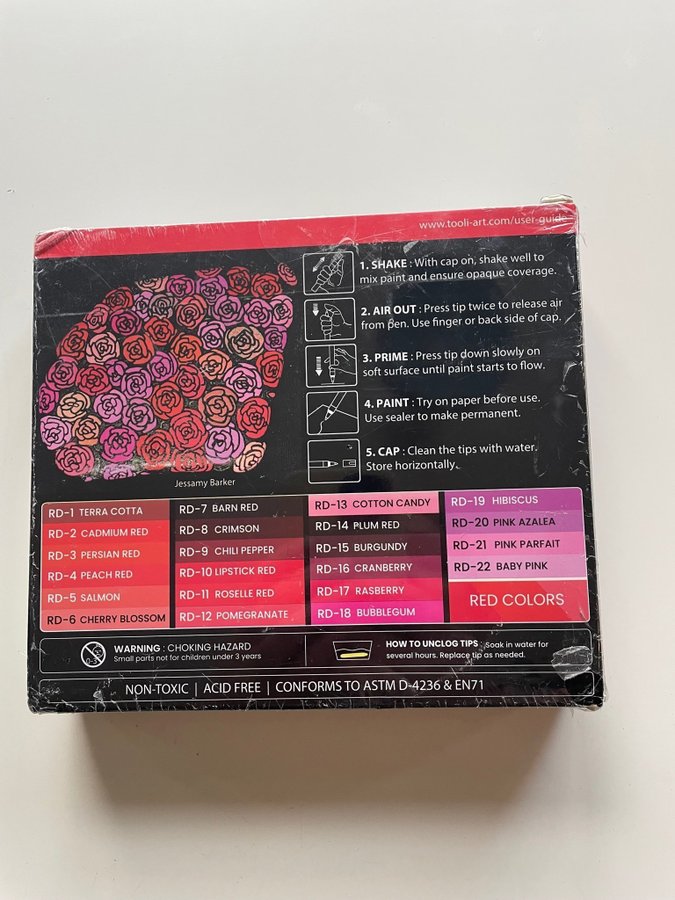 www.tooli-art.com/user-guide
1. SHAKE : With cap on, shake well to
mix paint and ensure opaque coverage.
2. AIR OUT : Press tip twice to release air
from pen. Use finger or back side of cap.
3. PRIME : Press tip down slowly on
soft surface until paint starts to flow.
4. PAINT : Try on paper before use.
Use sealer to make permanent.
5. CAP : Clean the tips with water.
Store horizontally.
Jessamy Barker
RD-1 TERRA COTTA
RD-2 CADMIUM RED
RD-3 PERSIAN RED
RD-4 PEACH RED
RD-5 SALMON
RD-6 CHERRY BLOSSOM
RD-7 BARN RED
RD-8 CRIMSON
RD-9 CHILI PEPPER
RD-10 LIPSTICK RED
RD-11 ROSELLE RED
RD-12 POMEGRANATE
RD-13 COTTON CANDY
RD-14 PLUM RED
RD-15 BURGUNDY
RD-16 CRANBERRY
RD-17 RASBERRY
RD-18 BUBBLEGUM
RD-19 HIBISCUS
RD-20 PINK AZALEA
RD-21 PINK PARFAIT
RD-22 BABY PINK
RED COLORS
0-3
WARNING : CHOKING HAZARD
Small parts not for children under 3 years
HOW TO UNCLOG TIPS : Soak in water for
several hours. Replace tip as needed.
NON-TOXIC | ACID FREE | CONFORMS TO ASTM D-4236 & EN71